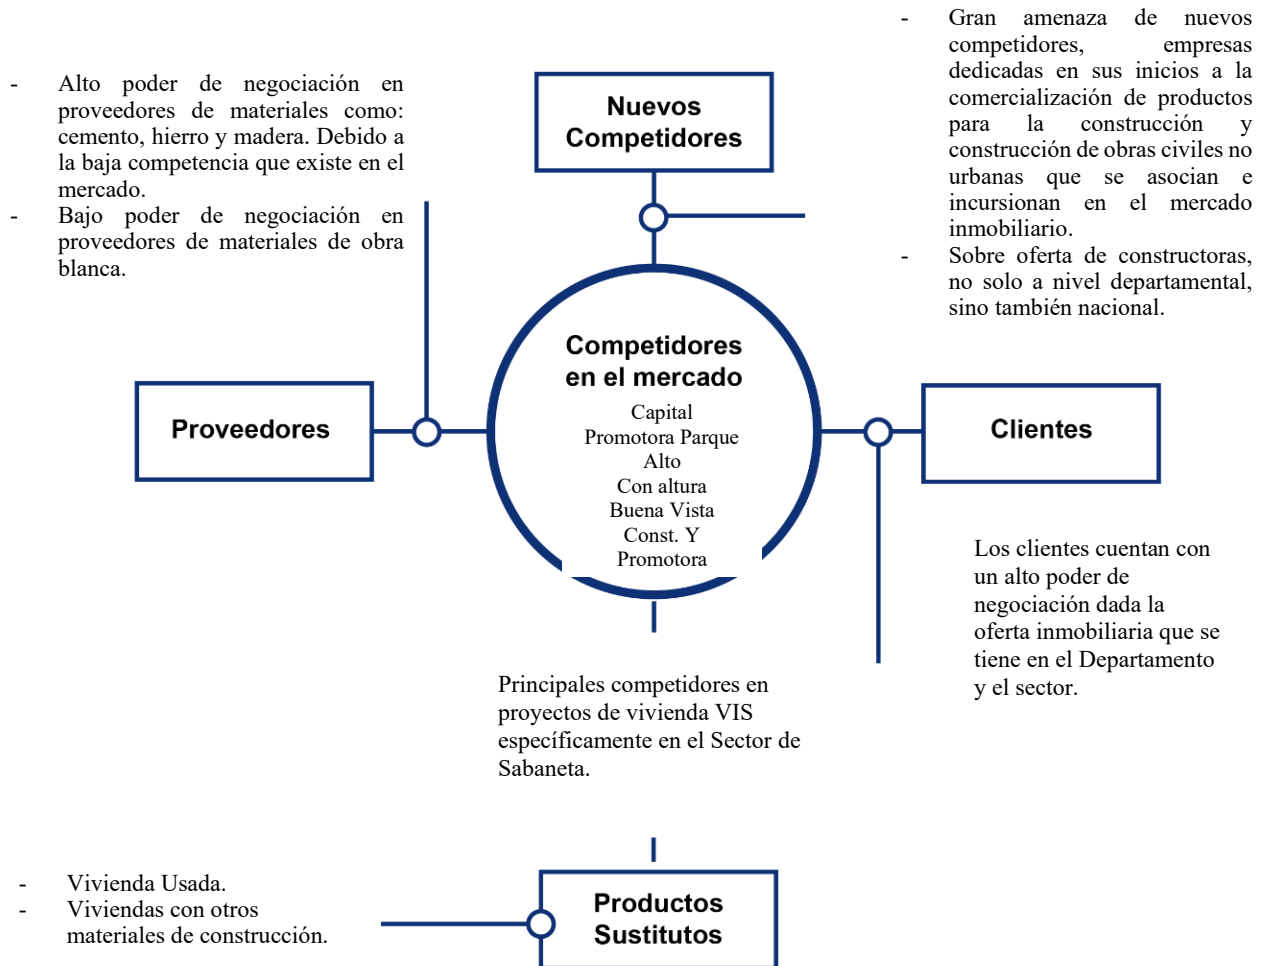 - Gran amenaza de nuevos
competidores, empresas
dedicadas en sus inicios a la
comercialización de productos
para la construcción y
construcción de obras civiles no
urbanas que se asocian e
incursionan en el mercado
inmobiliario.
- Sobre oferta de constructoras,
no solo a nivel departamental,
sino también nacional.
- Alto poder de negociación en
proveedores de materiales como:
cemento, hierro y madera. Debido a
la baja competencia que existe en el
mercado.
- Bajo poder de negociación en
proveedores de materiales de obra
blanca.
Nuevos
Competidores
Competidores
en el mercado
Capital
Promotora Parque
Alto
Con altura
Buena Vista
Const. Y
Promotora
Proveedores
Clientes
Los clientes cuentan con
un alto poder de
negociación dada la
oferta inmobiliaria que se
tiene en el Departamento
y el sector.
Principales competidores en
proyectos de vivienda VIS
específicamente en el Sector de
Sabaneta.
- Vivienda Usada.
- Viviendas con otros
materiales de construcción.
Productos
Sustitutos